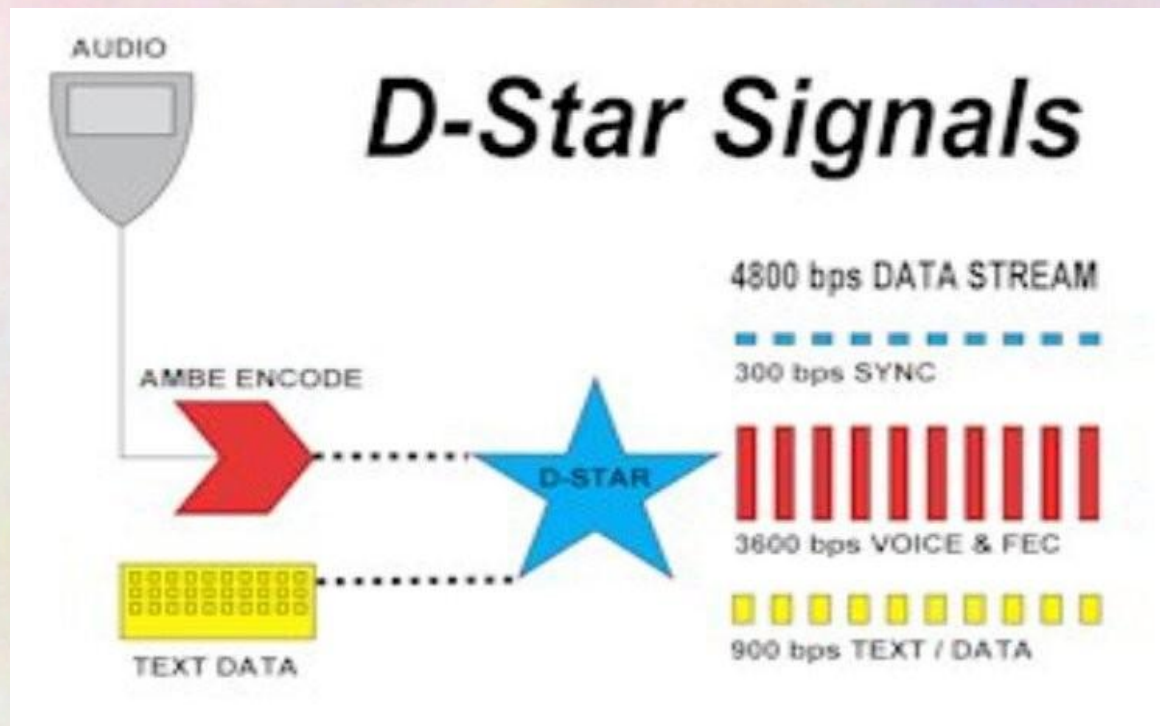 AUDIO
D-Star Signals
4800 bps DATA STREAM
300 bps SYNC
AMBE ENCODE
D-STAR
3600 bps VOICE & FEC
900 bps TEXT / DATA
TEXT DATA